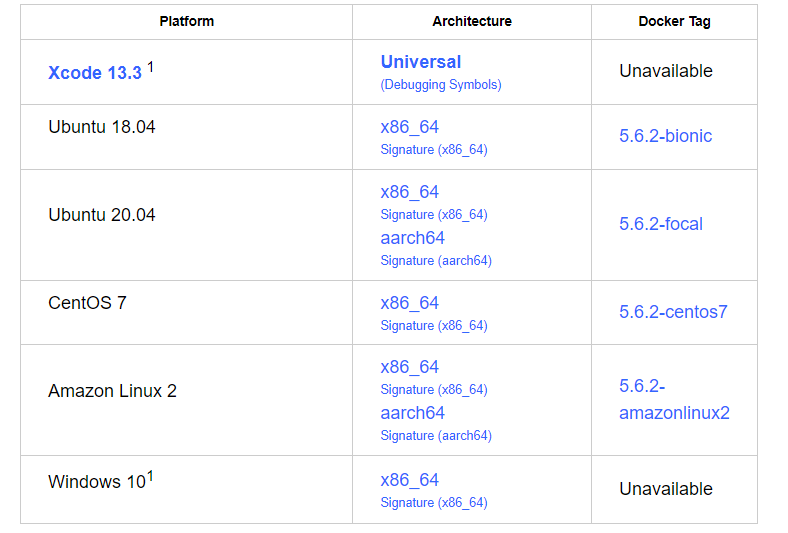 Platform Architecture Docker Tag
Xcode 13.3 1 Universal Unavailable
(Debugging Symbols)
Ubuntu 18.04 x86_64 5.6.2-bionic
Signature (x86_64)
Ubuntu 20.04 x86_64 5.6.2-focal
Signature (x86_64)
aarch64
Signature (aarch64)
CentOS 7 x86_64 5.6.2-centos7
Signature (x86_64)
Amazon Linux 2 x86_64 5.6.2-
Signature (x86_64) amazonlinux2
aarch64
Signature (aarch64)
Windows 10 1 x86_64 Unavailable
Signature (x86_64)